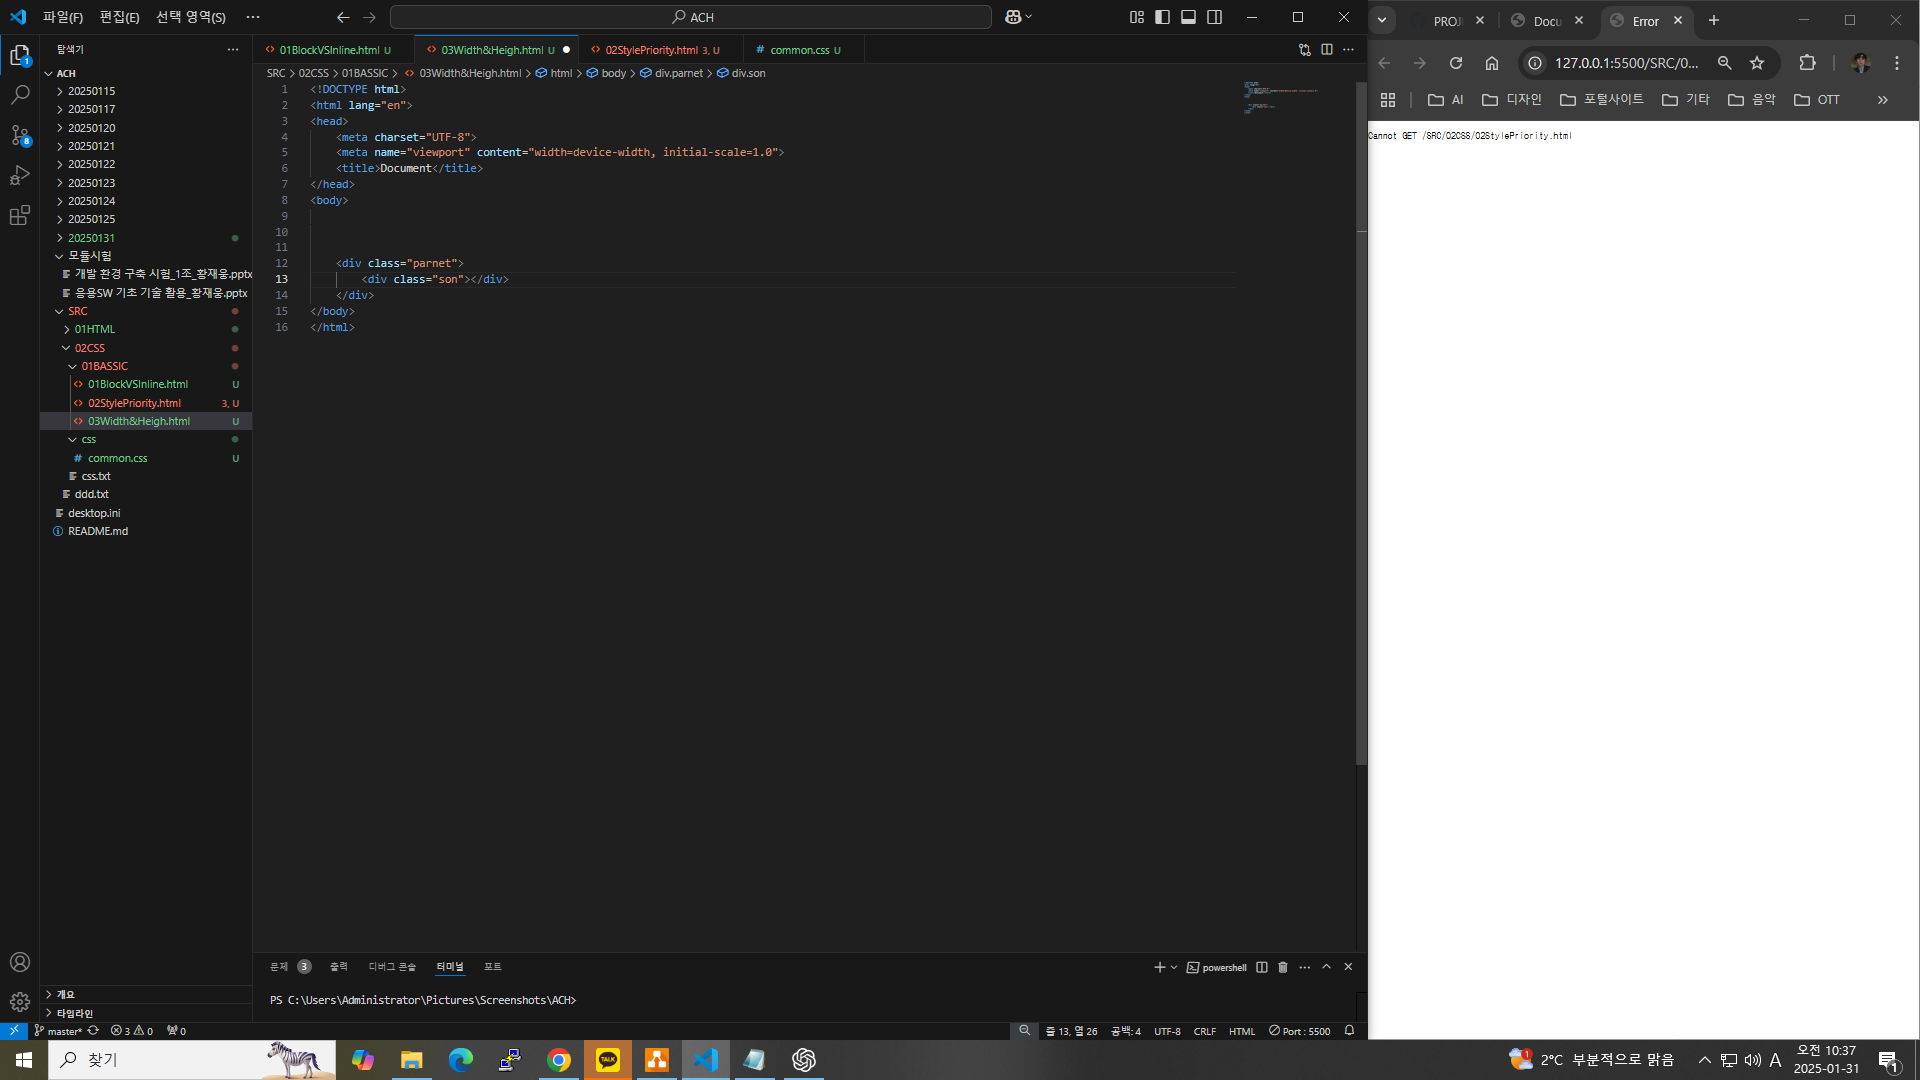 파일(F) 편집(E) 선택 영역(S) ··· ACH
탐색기 ···
ACH
20250115
20250117
20250120
20250121
20250122
20250123
20250124
20250125
20250131
모듈시험
개발 환경 구축 시험_1조_황재웅.pptx
응용SW 기초 기술 활용_황재웅.pptx
SRC
01HTML
02CSS
01BASSIC
01BlockVSInline.html U
02StylePriority.html 3, U
03Width&Heigh.html U
css
common.css U
css.txt
ddd.txt
desktop.ini
README.md
개요
타임라인
01BlockVSInline.html U 03Width&Heigh.html U 02StylePriority.html 3, U # common.css U
SRC > 02CSS > 01BASSIC > 03Width&Heigh.html > html > body > div.parnet > div.son
1 <!DOCTYPE html>
2 <html lang="en">
3 <head>
4 <meta charset="UTF-8">
5 <meta name="viewport" content="width=device-width, initial-scale=1.0">
6 <title>Document</title>
7 </head>
8 <body>
9
10
11
12 <div class="parnet">
13 <div class="son"></div>
14 </div>
15 </body>
16 </html>
문제 3 출력 디버그 콘솔 터미널 포트 powershell
PS C:\Users\Administrator\Pictures\Screenshots\ACH>
master* 3 0 0 줄 13, 열 26 공백: 4 UTF-8 CRLF HTML Port : 5500
PROJ Docu Error
127.0.0.1:5500/SRC/0...
AI 디자인 포털사이트 기타 음악 OTT
Cannot GET /SRC/02CSS/02StylePriority.html
찾기 TALK 2°C 부분적으로 맑음 A 오전 10:37
2025-01-31 1